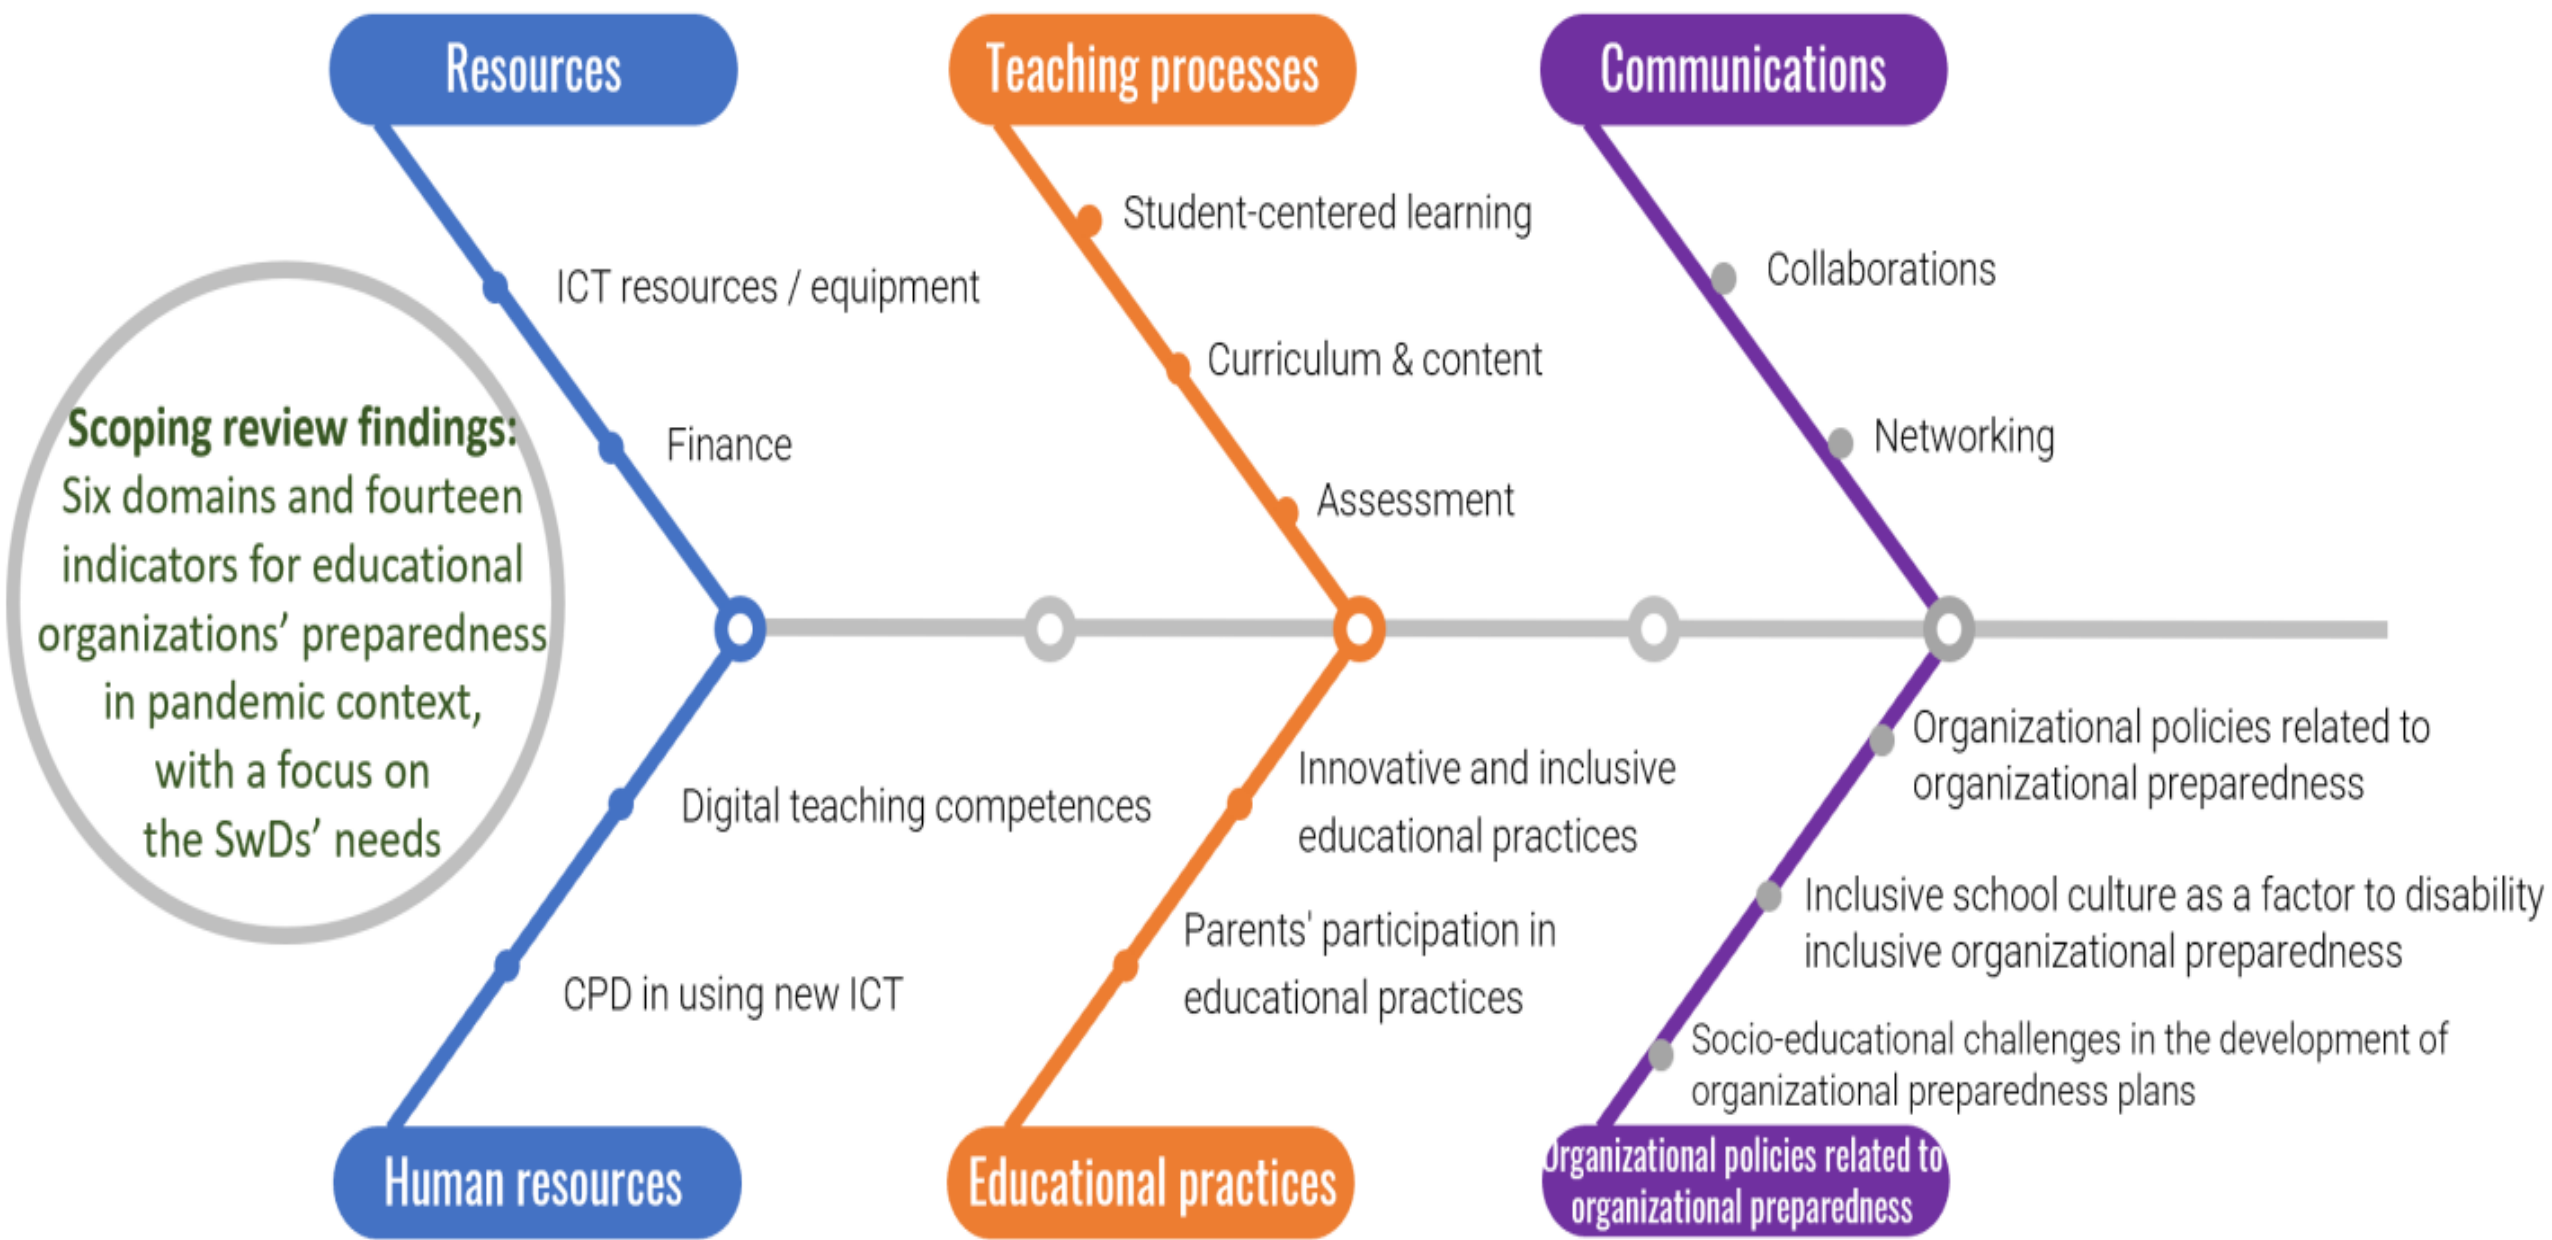 Resources
Teaching processes
Communications
Student-centered learning
Collaborations
ICT resources / equipment
Curriculum & content
Networking
Finance
Assessment
Scoping review findings:
Six domains and fourteen
indicators for educational
organizations’ preparedness
in pandemic context,
with a focus on
the SwDs’ needs
Organizational policies related to
organizational preparedness
Digital teaching competences
Innovative and inclusive
educational practices
Inclusive school culture as a factor to disability
inclusive organizational preparedness
Parents' participation in
educational practices
CPD in using new ICT
Socio-educational challenges in the development of
organizational preparedness plans
Human resources
Educational practices
Organizational policies related to
organizational preparedness